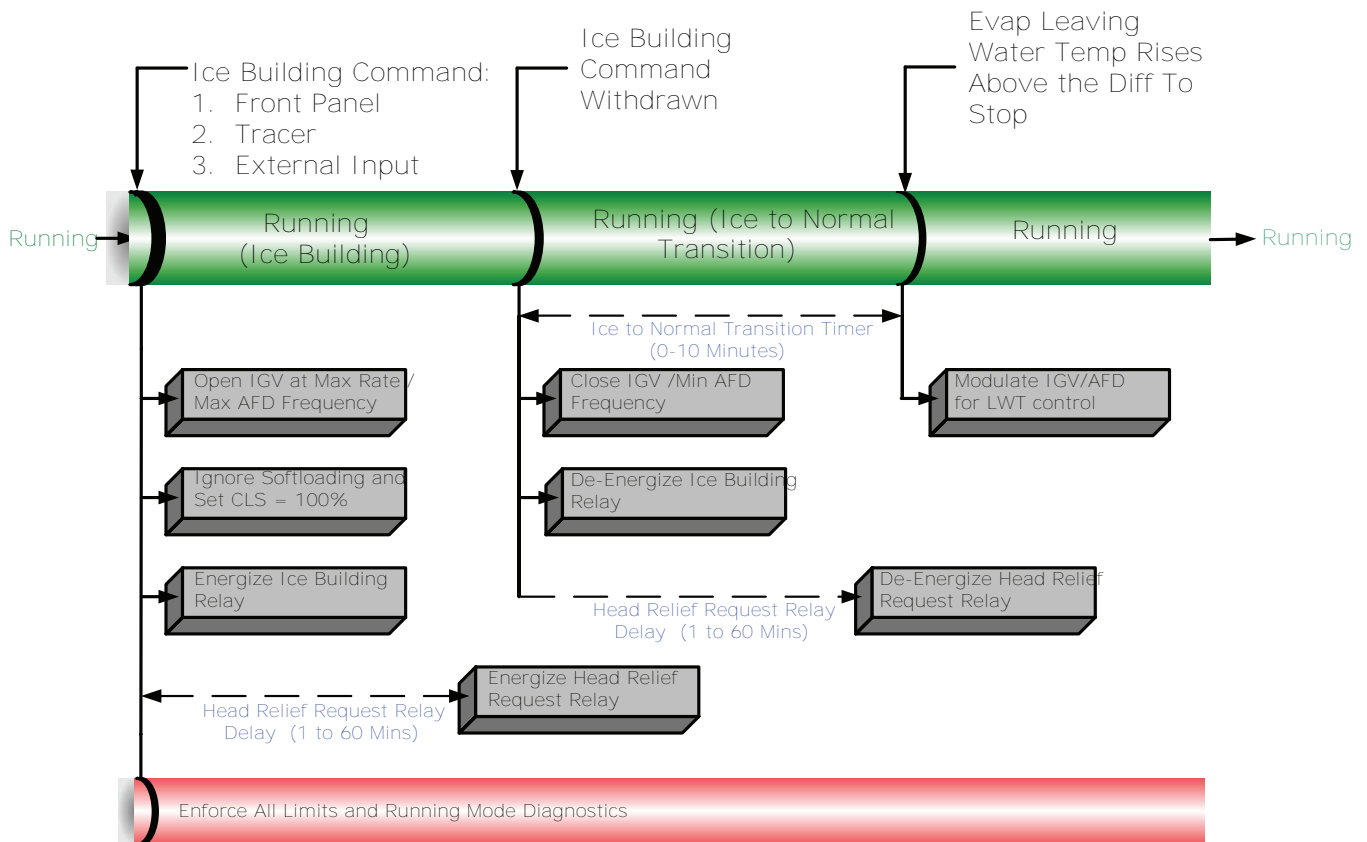 Ice Building Command:
1. Front Panel
2. Tracer
3. External Input
Ice Building
Command
Withdrawn
Evap Leaving
Water Temp Rises
Above the Diff To
Stop
Running
Running
(Ice Building)
Running (Ice to Normal
Transition)
Running
Running
Ice to Normal Transition Timer
(0-10 Minutes)
Open IGV at Max Rate /
Max AFD Frequency
Close IGV /Min AFD
Frequency
Modulate IGV/AFD
for LWT control
Ignore Softloading and
Set CLS = 100%
De-Energize Ice Building
Relay
Energize Ice Building
Relay
Head Relief Request Relay
Delay (1 to 60 Mins)
De-Energize Head Relief
Request Relay
Head Relief Request Relay
Delay (1 to 60 Mins)
Energize Head Relief
Request Relay
Enforce All Limits and Running Mode Diagnostics